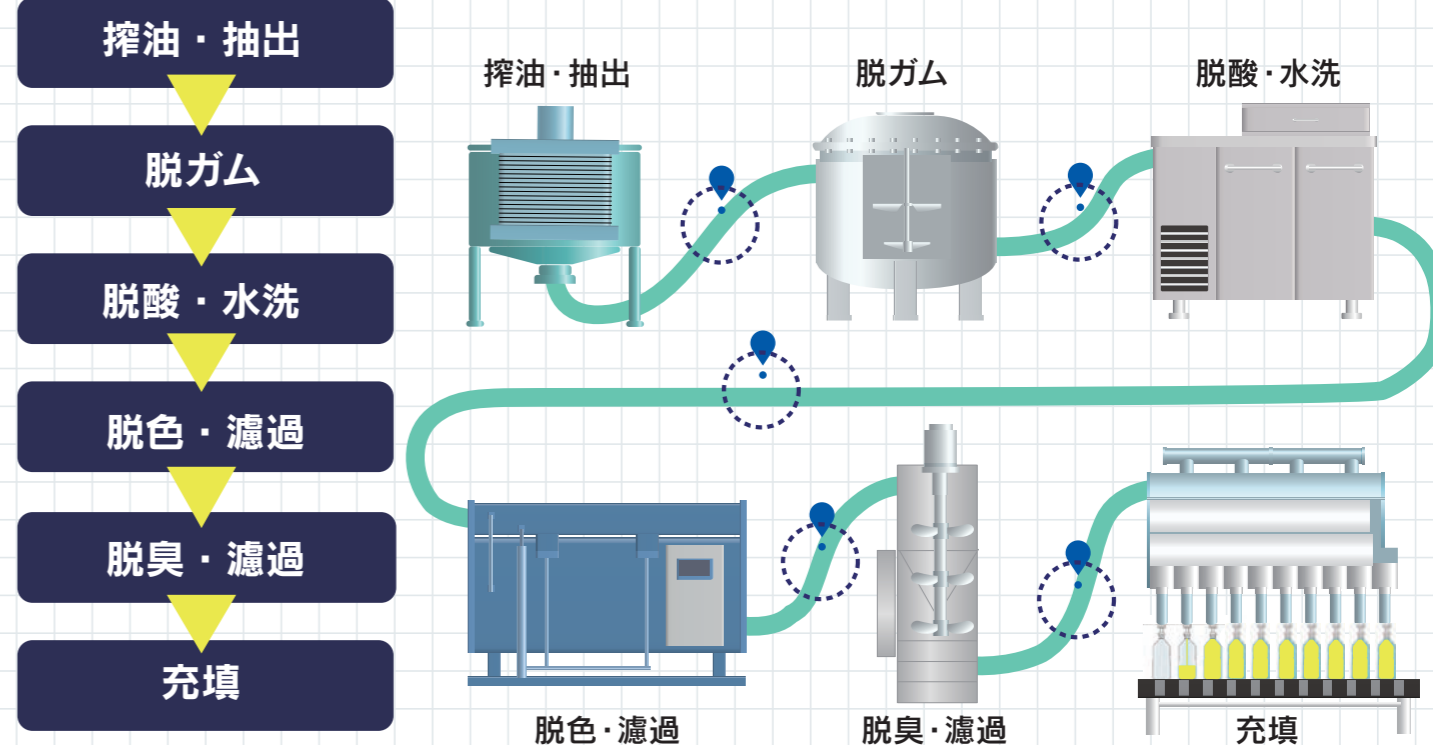 搾油・抽出
脱ガム
脱酸・水洗
脱色・濾過
脱臭・濾過
充填
搾油・抽出
脱ガム
脱酸・水洗
脱色・濾過
脱臭・濾過
充填